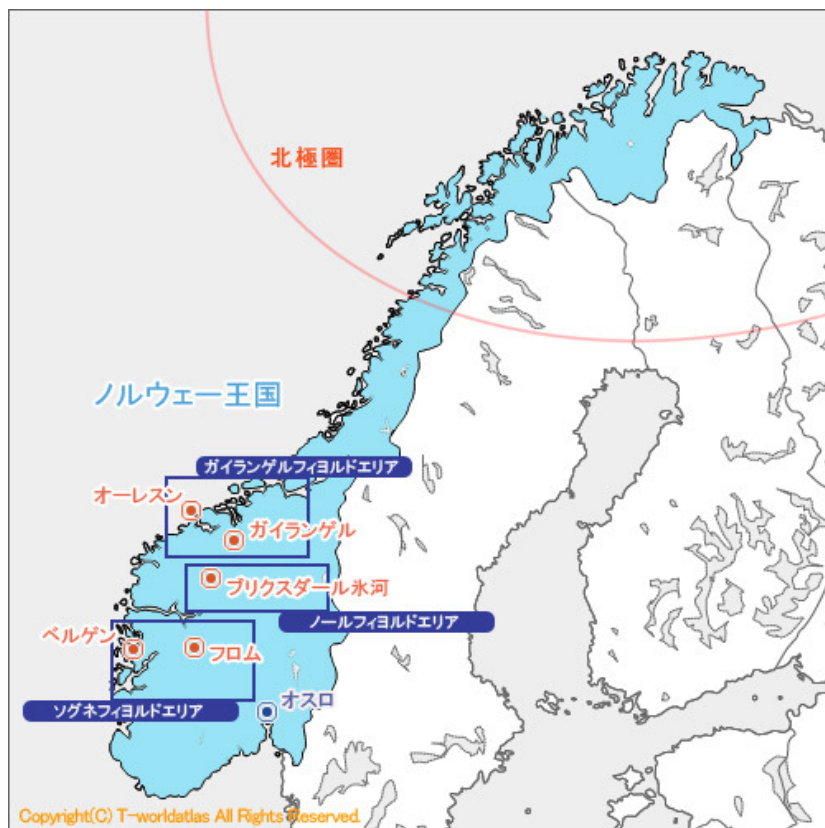 北極圏
ノルウェー王国
ガイランゲルフィヨルドエリア
オーレスン
ガイランゲル
ブリクスダール氷河
ノールフィヨルドエリア
ベルゲン
フロム
オスロ
ソグネフィヨルドエリア
Copyright(C) T-worldatlas All Rights Reserved.